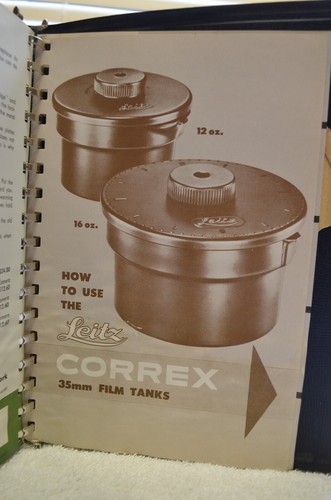 Leitz
12 oz.
16 oz.
Leitz
HOW
TO USE
THE
Leitz
CORREX
35mm FILM TANKS